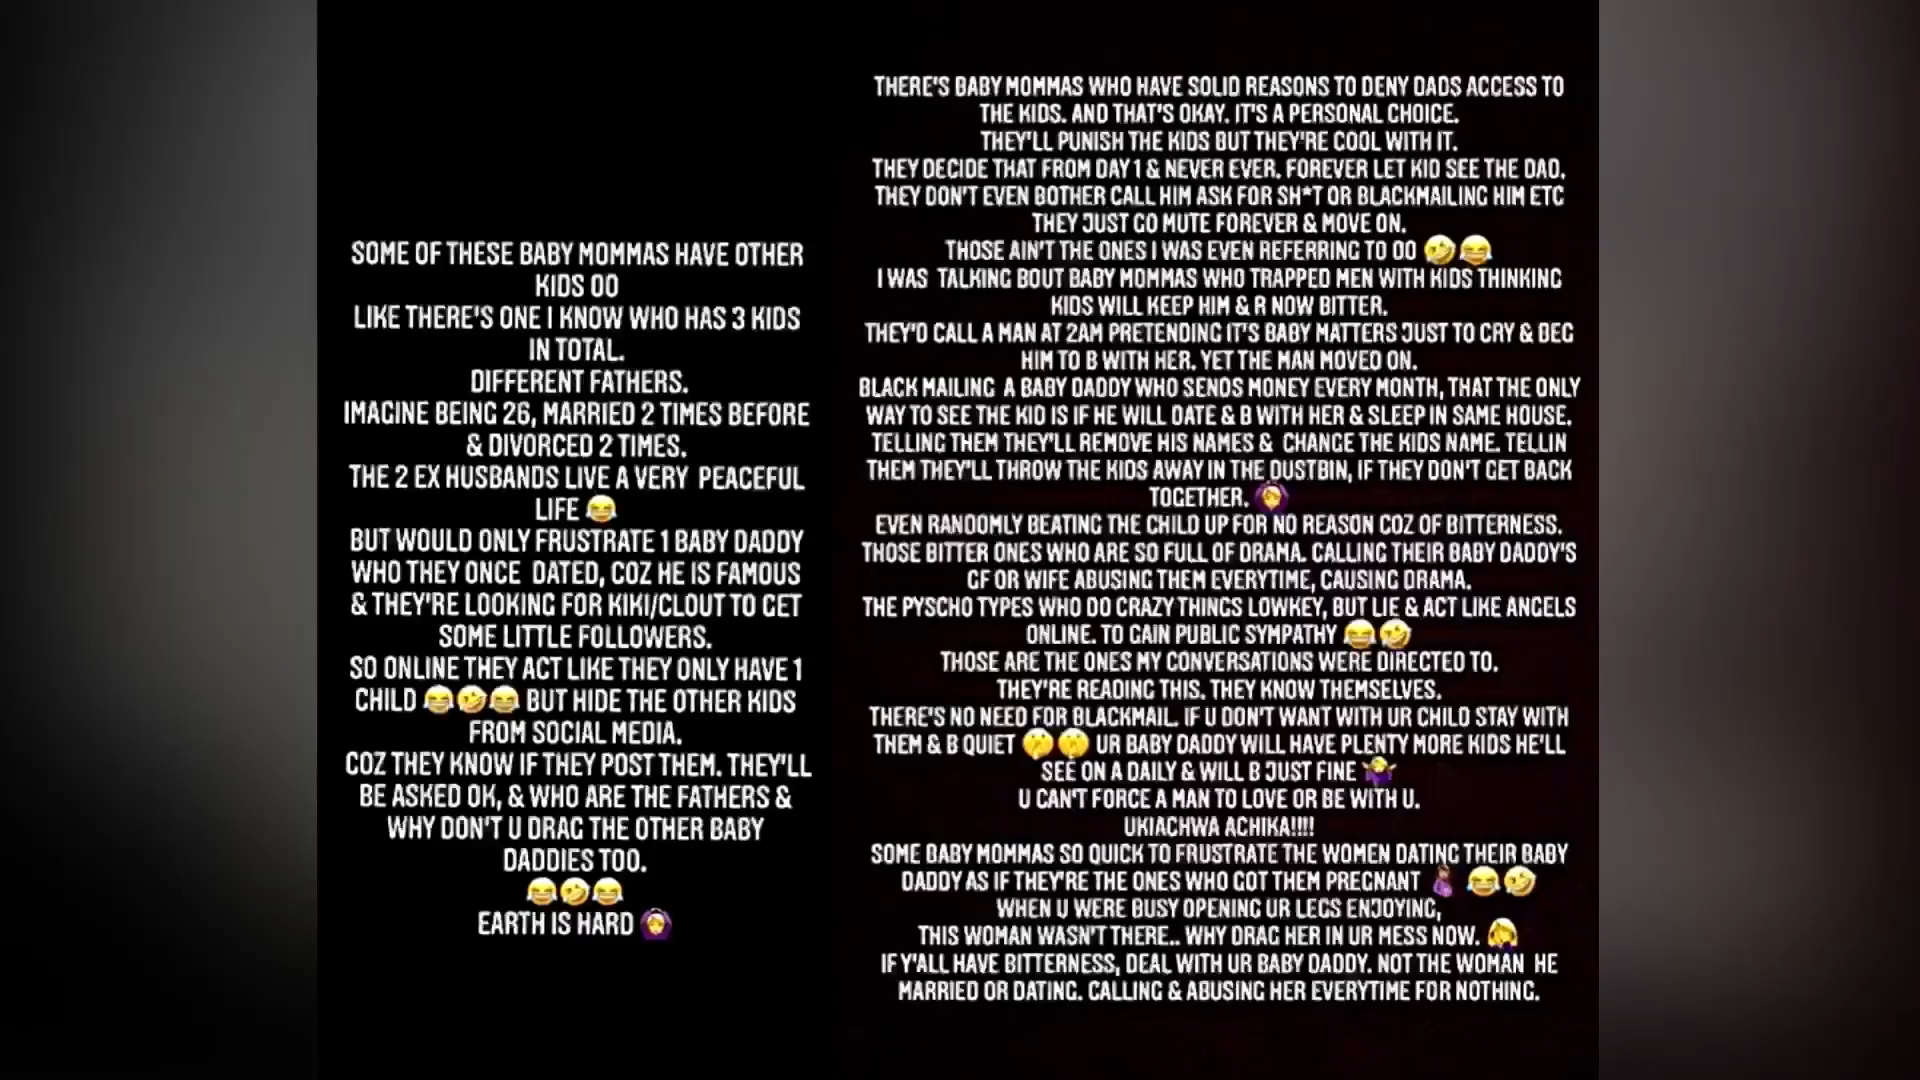 SOME OF THESE BABY MOMMAS HAVE OTHER
KIDS OO
LIKE THERE'S ONE I KNOW WHO HAS 3 KIDS
IN TOTAL.
DIFFERENT FATHERS.
IMAGINE BEING 26, MARRIED 2 TIMES BEFORE
& DIVORCED 2 TIMES.
THE 2 EX HUSBANDS LIVE A VERY PEACEFUL
LIFE 😂
BUT WOULD ONLY FRUSTRATE 1 BABY DADDY
WHO THEY ONCE DATED, COZ HE IS FAMOUS
& THEY'RE LOOKING FOR KIKI/CLOUT TO GET
SOME LITTLE FOLLOWERS.
SO ONLINE THEY ACT LIKE THEY ONLY HAVE 1
CHILD 😂🤣😂 BUT HIDE THE OTHER KIDS
FROM SOCIAL MEDIA.
COZ THEY KNOW IF THEY POST THEM. THEY'LL
BE ASKED OK, & WHO ARE THE FATHERS &
WHY DON'T U DRAG THE OTHER BABY
DADDIES TOO.
😂🤣😂
EARTH IS HARD 🙆‍♀️
THERE'S BABY MOMMAS WHO HAVE SOLID REASONS TO DENY DADS ACCESS TO
THE KIDS. AND THAT'S OKAY. IT'S A PERSONAL CHOICE.
THEY'LL PUNISH THE KIDS BUT THEY'RE COOL WITH IT.
THEY DECIDE THAT FROM DAY 1 & NEVER EVER. FOREVER LET KID SEE THE DAD.
THEY DON'T EVEN BOTHER CALL HIM ASK FOR SH*T OR BLACKMAILING HIM ETC
THEY JUST GO MUTE FOREVER & MOVE ON.
THOSE AIN'T THE ONES I WAS EVEN REFERRING TO OO 🤣😂
I WAS TALKING BOUT BABY MOMMAS WHO TRAPPED MEN WITH KIDS THINKING
KIDS WILL KEEP HIM & R NOW BITTER.
THEY'D CALL A MAN AT 2AM PRETENDING IT'S BABY MATTERS JUST TO CRY & BEG
HIM TO B WITH HER. YET THE MAN MOVED ON.
BLACK MAILING A BABY DADDY WHO SENDS MONEY EVERY MONTH, THAT THE ONLY
WAY TO SEE THE KID IS IF HE WILL DATE & B WITH HER & SLEEP IN SAME HOUSE.
TELLING THEM THEY'LL REMOVE HIS NAMES & CHANGE THE KIDS NAME. TELLIN
THEM THEY'LL THROW THE KIDS AWAY IN THE DUSTBIN, IF THEY DON'T GET BACK
TOGETHER. 🙆‍♀️
EVEN RANDOMLY BEATING THE CHILD UP FOR NO REASON COZ OF BITTERNESS.
THOSE BITTER ONES WHO ARE SO FULL OF DRAMA. CALLING THEIR BABY DADDY'S
GF OR WIFE ABUSING THEM EVERYTIME, CAUSING DRAMA.
THE PYSCHO TYPES WHO DO CRAZY THINGS LOWKEY, BUT LIE & ACT LIKE ANGELS
ONLINE. TO GAIN PUBLIC SYMPATHY 😂🤣
THOSE ARE THE ONES MY CONVERSATIONS WERE DIRECTED TO.
THEY'RE READING THIS. THEY KNOW THEMSELVES.
THERE'S NO NEED FOR BLACKMAIL. IF U DON'T WANT WITH UR CHILD STAY WITH
THEM & B QUIET 🤫🤫 UR BABY DADDY WILL HAVE PLENTY MORE KIDS HE'LL
SEE ON A DAILY & WILL B JUST FINE 🤷‍♀️
U CAN'T FORCE A MAN TO LOVE OR BE WITH U.
UKIACHWA ACHIKA!!!!
SOME BABY MOMMAS SO QUICK TO FRUSTRATE THE WOMEN DATING THEIR BABY
DADDY AS IF THEY'RE THE ONES WHO GOT THEM PREGNANT 🤰🏾 😂🤣
WHEN U WERE BUSY OPENING UR LEGS ENJOYING,
THIS WOMAN WASN'T THERE.. WHY DRAG HER IN UR MESS NOW. 🤦‍♀️
IF Y'ALL HAVE BITTERNESS, DEAL WITH UR BABY DADDY. NOT THE WOMAN HE
MARRIED OR DATING. CALLING & ABUSING HER EVERYTIME FOR NOTHING.